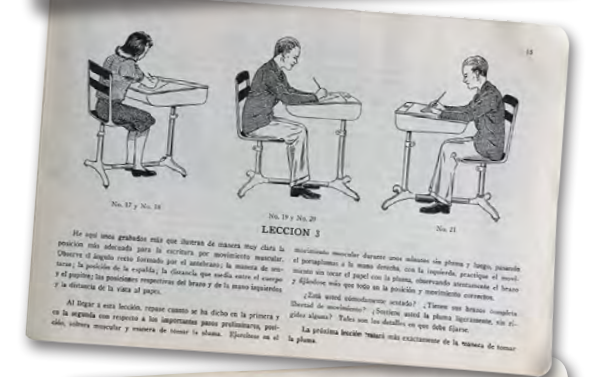 15
No. 17 y No. 18
No. 19 y No. 20
No. 21
LECCION 3
He aquí unos grabados más que ilustran de manera muy clara la
posición más adecuada para la escritura por movimiento muscular.
Observe el ángulo recto formado por el antebrazo; la manera de sen-
tarse; la posición de la espalda; la distancia que media entre el cuerpo
y el pupitre; las posiciones respectivas del brazo y de la mano izquierdos
y la distancia de la vista al papel.
Al llegar a esta lección, repase cuanto se ha dicho en la primera y
en la segunda con respecto a los importantes pasos preliminares, posi-
ción, soltura muscular y manera de tomar la pluma. Ejercítese en el
movimiento muscular durante unos minutos sin pluma y luego, pasando
el portaplumas a la mano derecha, con la izquierda, practique el movi-
miento sin tocar el papel con la pluma, observando atentamente el brazo
y fijándose más que todo en la posición y movimiento correctos.
¿Está usted cómodamente sentado? ¿Tienen sus brazos completa
libertad de movimiento? ¿Sostiene usted la pluma ligeramente, sin ri-
gidez alguna? Tales son los detalles en que debe fijarse.
La próxima lección tratará más exactamente de la manera de tomar
la pluma.